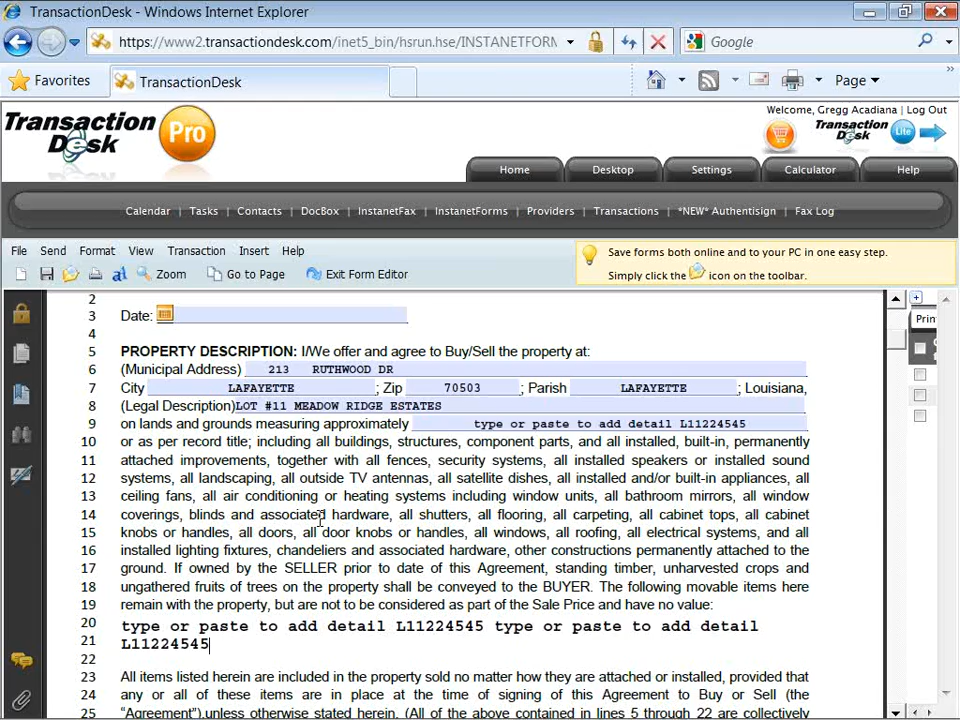 TransactionDesk - Windows Internet Explorer
https://www2.transactiondesk.com/inet5_bin/hsrun.hse/INSTANETFORM
Google
Favorites
TransactionDesk
Page
Transaction Desk Pro
Welcome, Gregg Acadiana | Log Out
Transaction Desk Lite
Home Desktop Settings Calculator Help
Calendar | Tasks | Contacts | DocBox | InstanetFax | InstanetForms | Providers | Transactions | *NEW* Authentisign | Fax Log
File Send Format View Transaction Insert Help
Save forms both online and to your PC in one easy step.
Simply click the icon on the toolbar.
Zoom Go to Page Exit Form Editor
Print
2
3 Date:
4
5 PROPERTY DESCRIPTION: I/We offer and agree to Buy/Sell the property at:
6 (Municipal Address) 213 RUTHWOOD DR
7 City LAFAYETTE ; Zip 70503 ; Parish LAFAYETTE ; Louisiana,
8 (Legal Description)LOT #11 MEADOW RIDGE ESTATES
9 on lands and grounds measuring approximately type or paste to add detail L11224545
10 or as per record title; including all buildings, structures, component parts, and all installed, built-in, permanently
11 attached improvements, together with all fences, security systems, all installed speakers or installed sound
12 systems, all landscaping, all outside TV antennas, all satellite dishes, all installed and/or built-in appliances, all
13 ceiling fans, all air conditioning or heating systems including window units, all bathroom mirrors, all window
14 coverings, blinds and associated hardware, all shutters, all flooring, all carpeting, all cabinet tops, all cabinet
15 knobs or handles, all doors, all door knobs or handles, all windows, all roofing, all electrical systems, and all
16 installed lighting fixtures, chandeliers and associated hardware, other constructions permanently attached to the
17 ground. If owned by the SELLER prior to date of this Agreement, standing timber, unharvested crops and
18 ungathered fruits of trees on the property shall be conveyed to the BUYER. The following movable items here
19 remain with the property, but are not to be considered as part of the Sale Price and have no value:
20 type or paste to add detail L11224545 type or paste to add detail
21 L11224545
22
23 All items listed herein are included in the property sold no matter how they are attached or installed, provided that
24 any or all of these items are in place at the time of signing of this Agreement to Buy or Sell (the
25 “Agreement”),unless otherwise stated herein. (All of the above contained in lines 5 through 22 are collectively